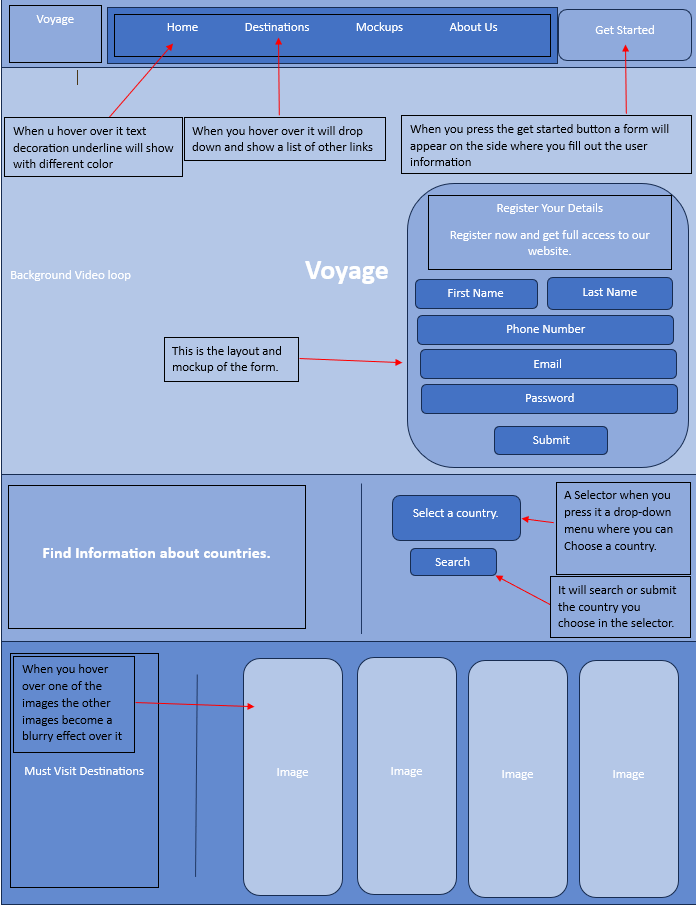 Voyage
Home
Destinations
Mockups
About Us
Get Started
When u hover over it text
decoration underline will show
with different color
When you hover over it will drop
down and show a list of other links
When you press the get started button a form will
appear on the side where you fill out the user
information
Register Your Details
Register now and get full access to our
website.
Background Video loop
Voyage
First Name
Last Name
Phone Number
This is the layout and
mockup of the form.
Email
Password
Submit
Find Information about countries.
Select a country.
A Selector when you
press it a drop-down
menu where you can
Choose a country.
Search
It will search or submit
the country you
choose in the selector.
When you hover
over one of the
images the other
images become a
blurry effect over it
Must Visit Destinations
Image
Image
Image
Image